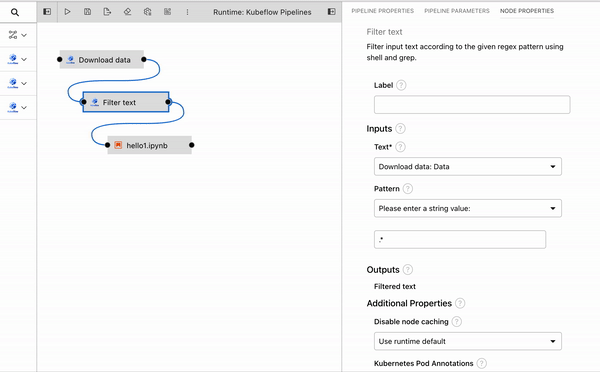 Runtime: Kubeflow Pipelines
PIPELINE PROPERTIES
PIPELINE PARAMETERS
NODE PROPERTIES
Download data
Filter text
hello1.ipynb
Filter text
Filter input text according to the given regex pattern using
shell and grep.
Label ?
Inputs ?
Text* ?
Download data: Data
Pattern ?
Please enter a string value:
.*
Outputs ?
Filtered text
Additional Properties ?
Disable node caching ?
Use runtime default
Kubernetes Pod Annotations ?